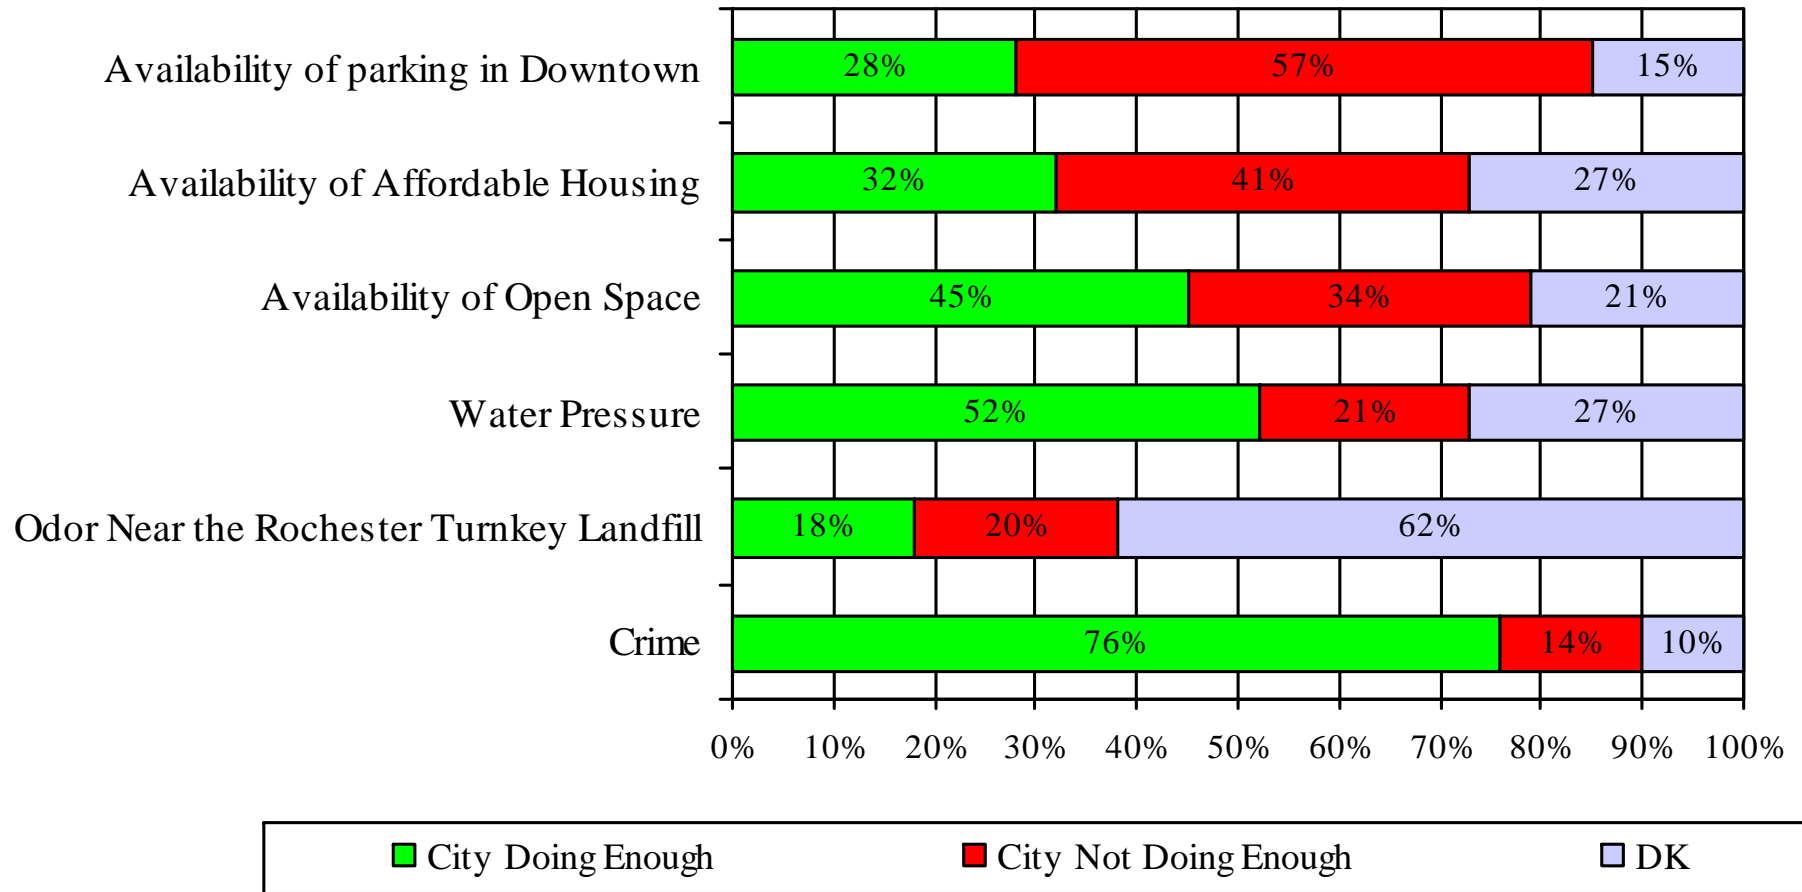 Availability of parking in Downtown 28% 57% 15%
Availability of Affordable Housing 32% 41% 27%
Availability of Open Space 45% 34% 21%
Water Pressure 52% 21% 27%
Odor Near the Rochester Turnkey Landfill 18% 20% 62%
Crime 76% 14% 10%
0% 10% 20% 30% 40% 50% 60% 70% 80% 90% 100%
City Doing Enough City Not Doing Enough DK